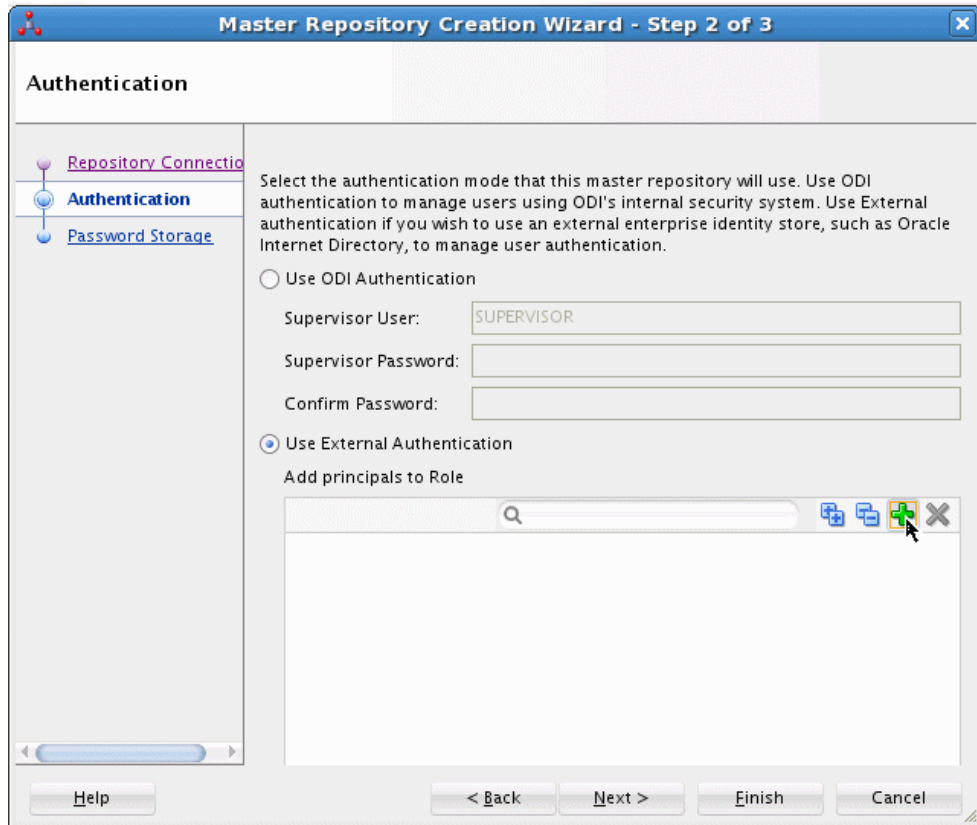 Master Repository Creation Wizard - Step 2 of 3
Authentication
Repository Connectio
Authentication
Password Storage
Select the authentication mode that this master repository will use. Use ODI
authentication to manage users using ODI's internal security system. Use External
authentication if you wish to use an external enterprise identity store, such as Oracle
Internet Directory, to manage user authentication.
Use ODI Authentication
Supervisor User: SUPERVISOR
Supervisor Password:
Confirm Password:
Use External Authentication
Add principals to Role
Help < Back Next > Finish Cancel